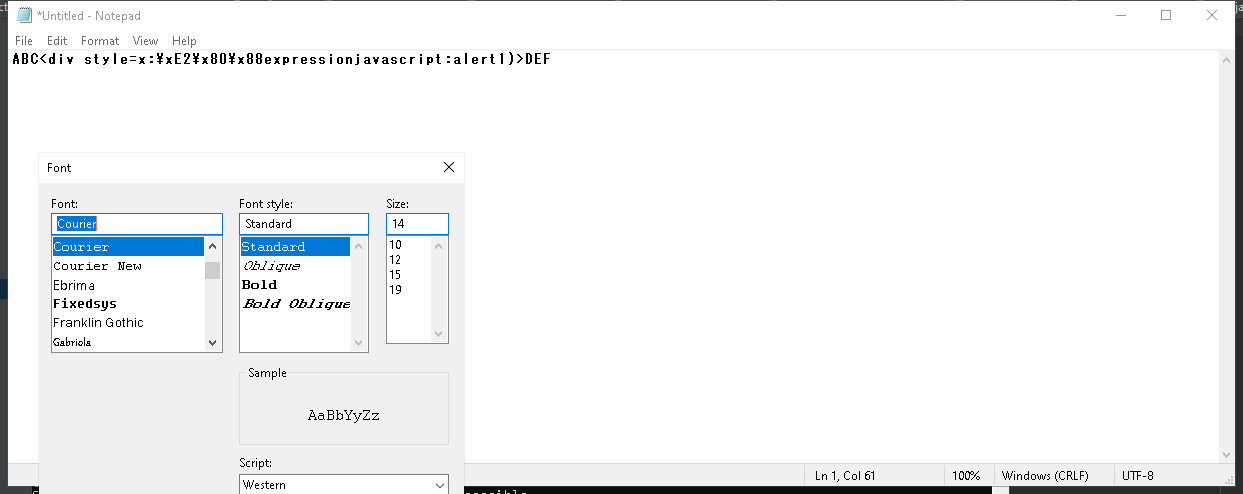 *Untitled - Notepad
File Edit Format View Help
ABC<div style=x:¥xE2¥x80¥x88expressionjavascript:alert1)>DEF
Font
Font: Font style: Size:
Courier Standard 14
Courier Standard 10
Courier New Oblique 12
Ebrima Bold 15
Fixedsys Bold Oblique 19
Franklin Gothic
Gabriola
Sample
AaBbYyZz
Script:
Western
Ln 1, Col 61 100% Windows (CRLF) UTF-8